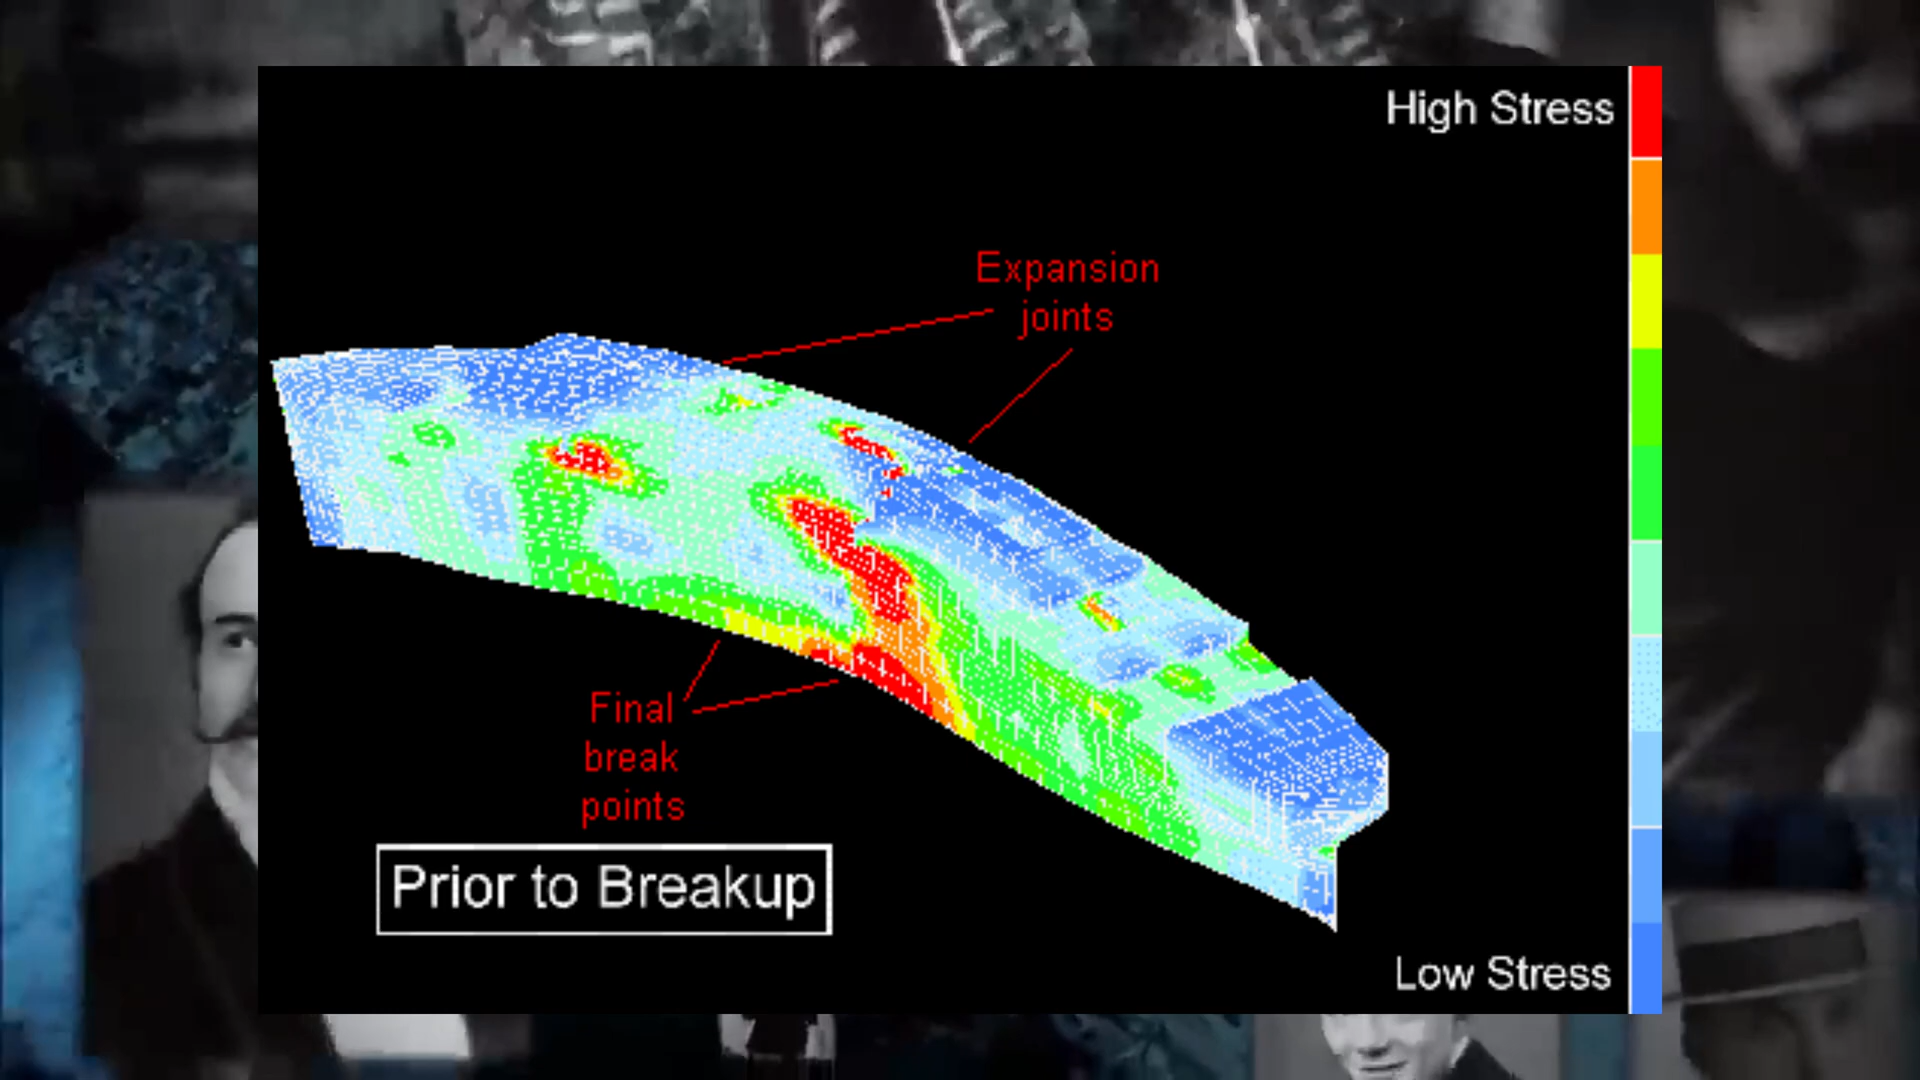 High Stress
Expansion
joints
Final
break
points
Prior to Breakup
Low Stress